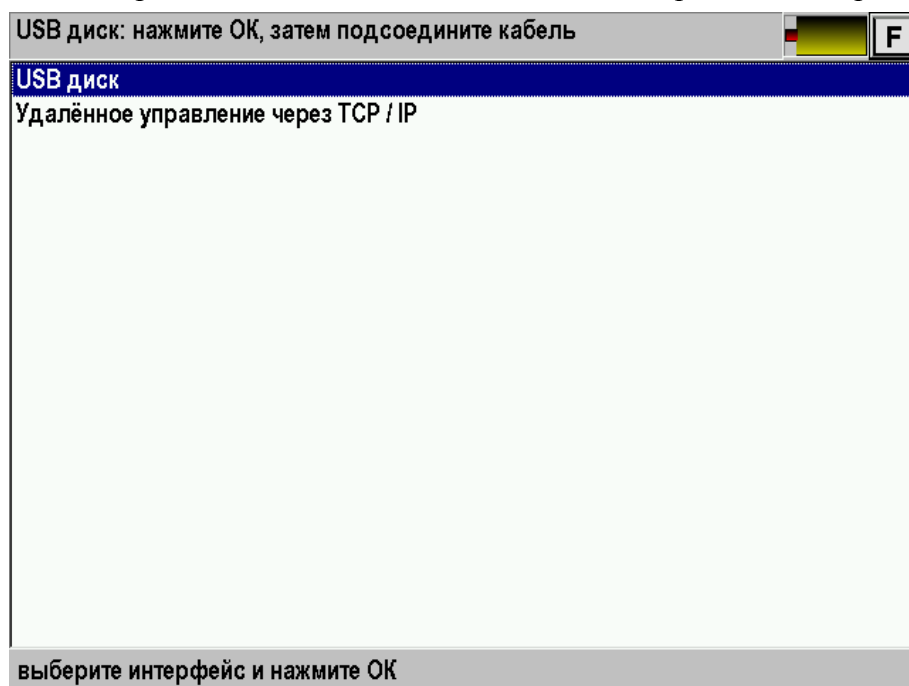 USB диск: нажмите ОК, затем подсоедините кабель
F
USB диск
Удалённое управление через TCP / IP
выберите интерфейс и нажмите ОК